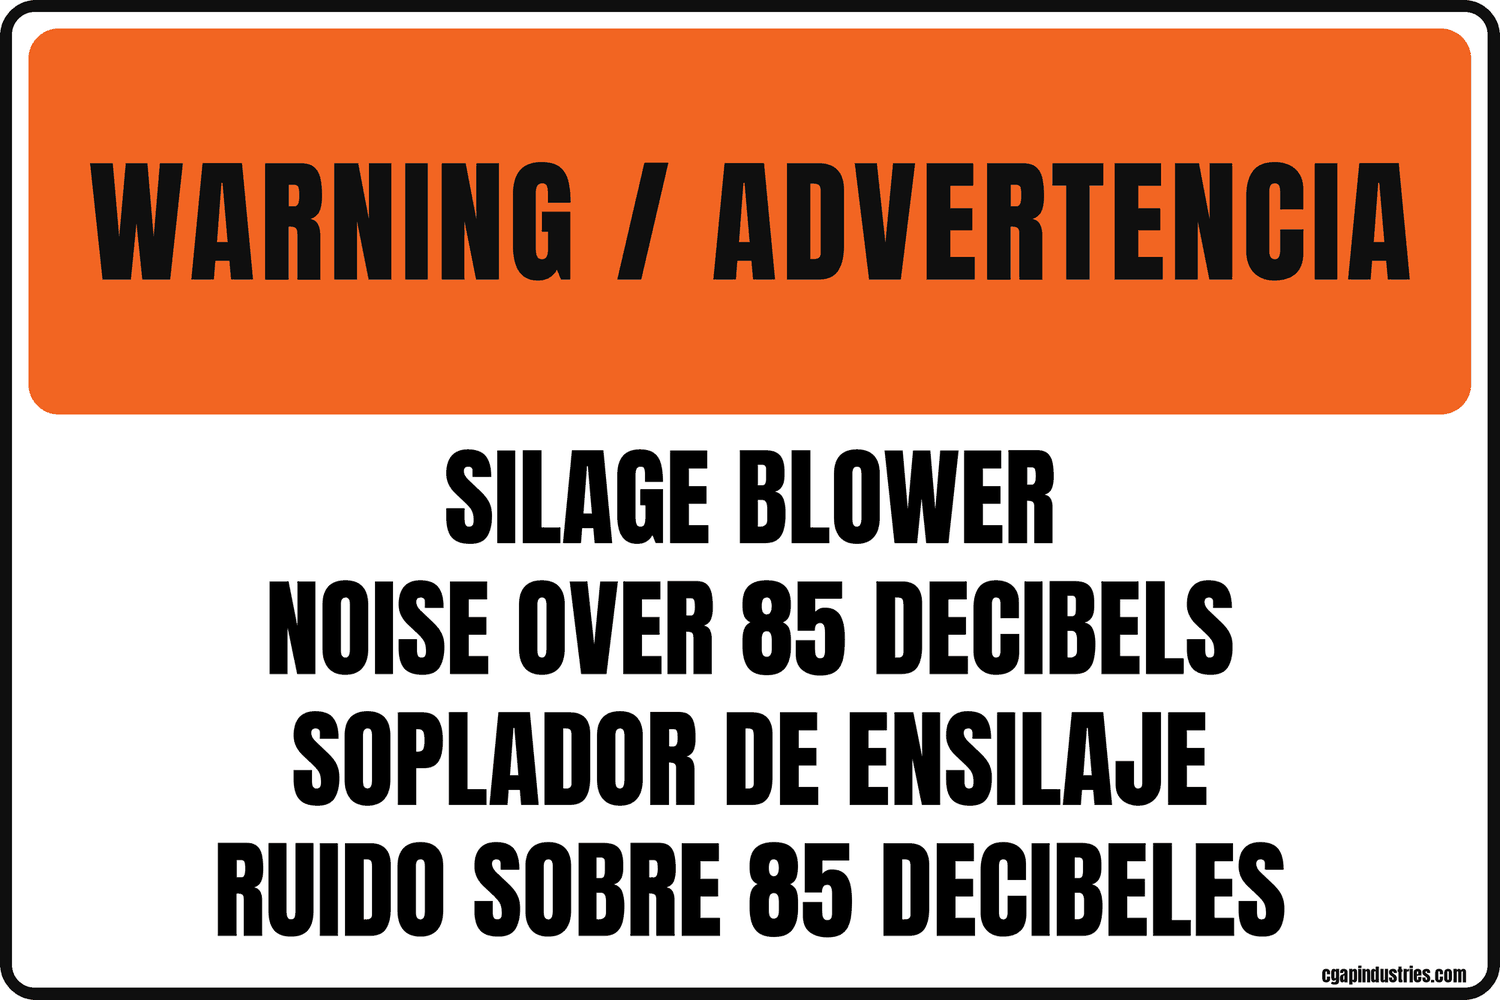 WARNING / ADVERTENCIA
SILAGE BLOWER
NOISE OVER 85 DECIBELS
SOPLADOR DE ENSILAJE
RUIDO SOBRE 85 DECIBELES
cgapindustries.com